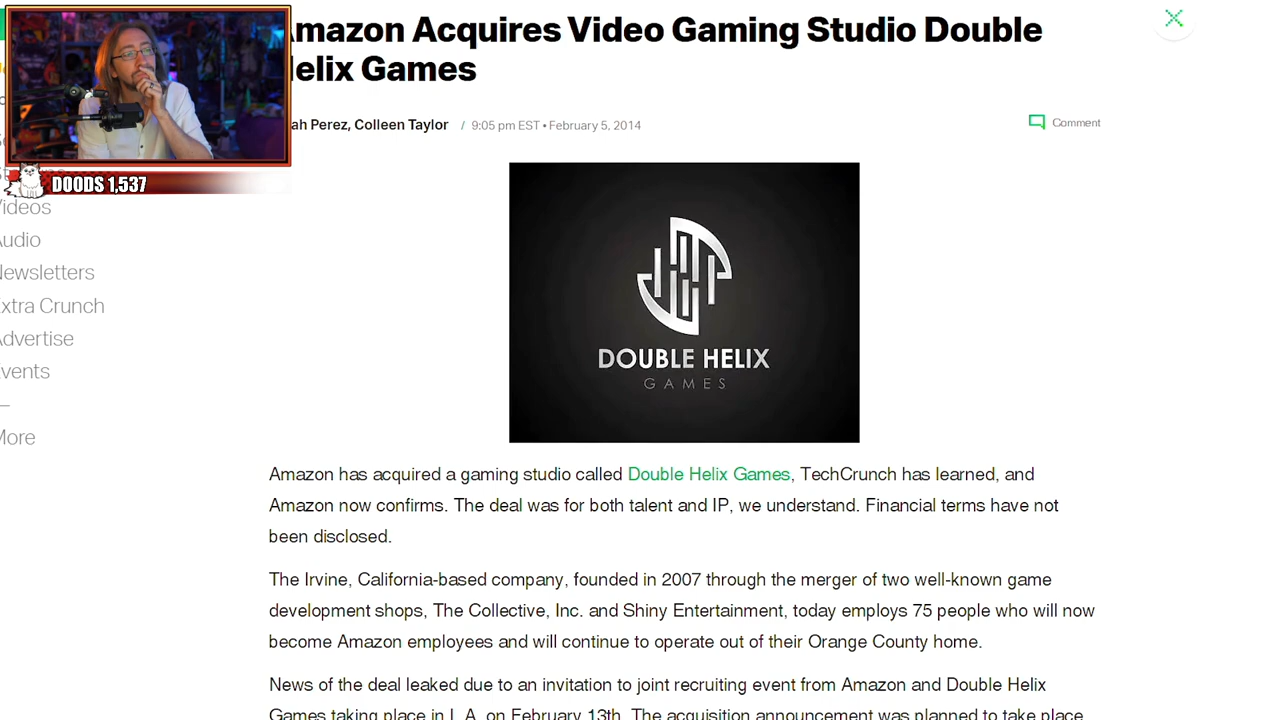 Amazon Acquires Video Gaming Studio Double
Helix Games
ah Perez, Colleen Taylor / 9:05 pm EST • February 5, 2014
Comment
DOODS 1,537
Videos
Audio
Newsletters
Extra Crunch
Advertise
Events
—
More
DOUBLE HELIX
GAMES
Amazon has acquired a gaming studio called Double Helix Games, TechCrunch has learned, and
Amazon now confirms. The deal was for both talent and IP, we understand. Financial terms have not
been disclosed.
The Irvine, California-based company, founded in 2007 through the merger of two well-known game
development shops, The Collective, Inc. and Shiny Entertainment, today employs 75 people who will now
become Amazon employees and will continue to operate out of their Orange County home.
News of the deal leaked due to an invitation to joint recruiting event from Amazon and Double Helix
Games taking place in L.A. on February 13th. The acquisition announcement was planned to take place